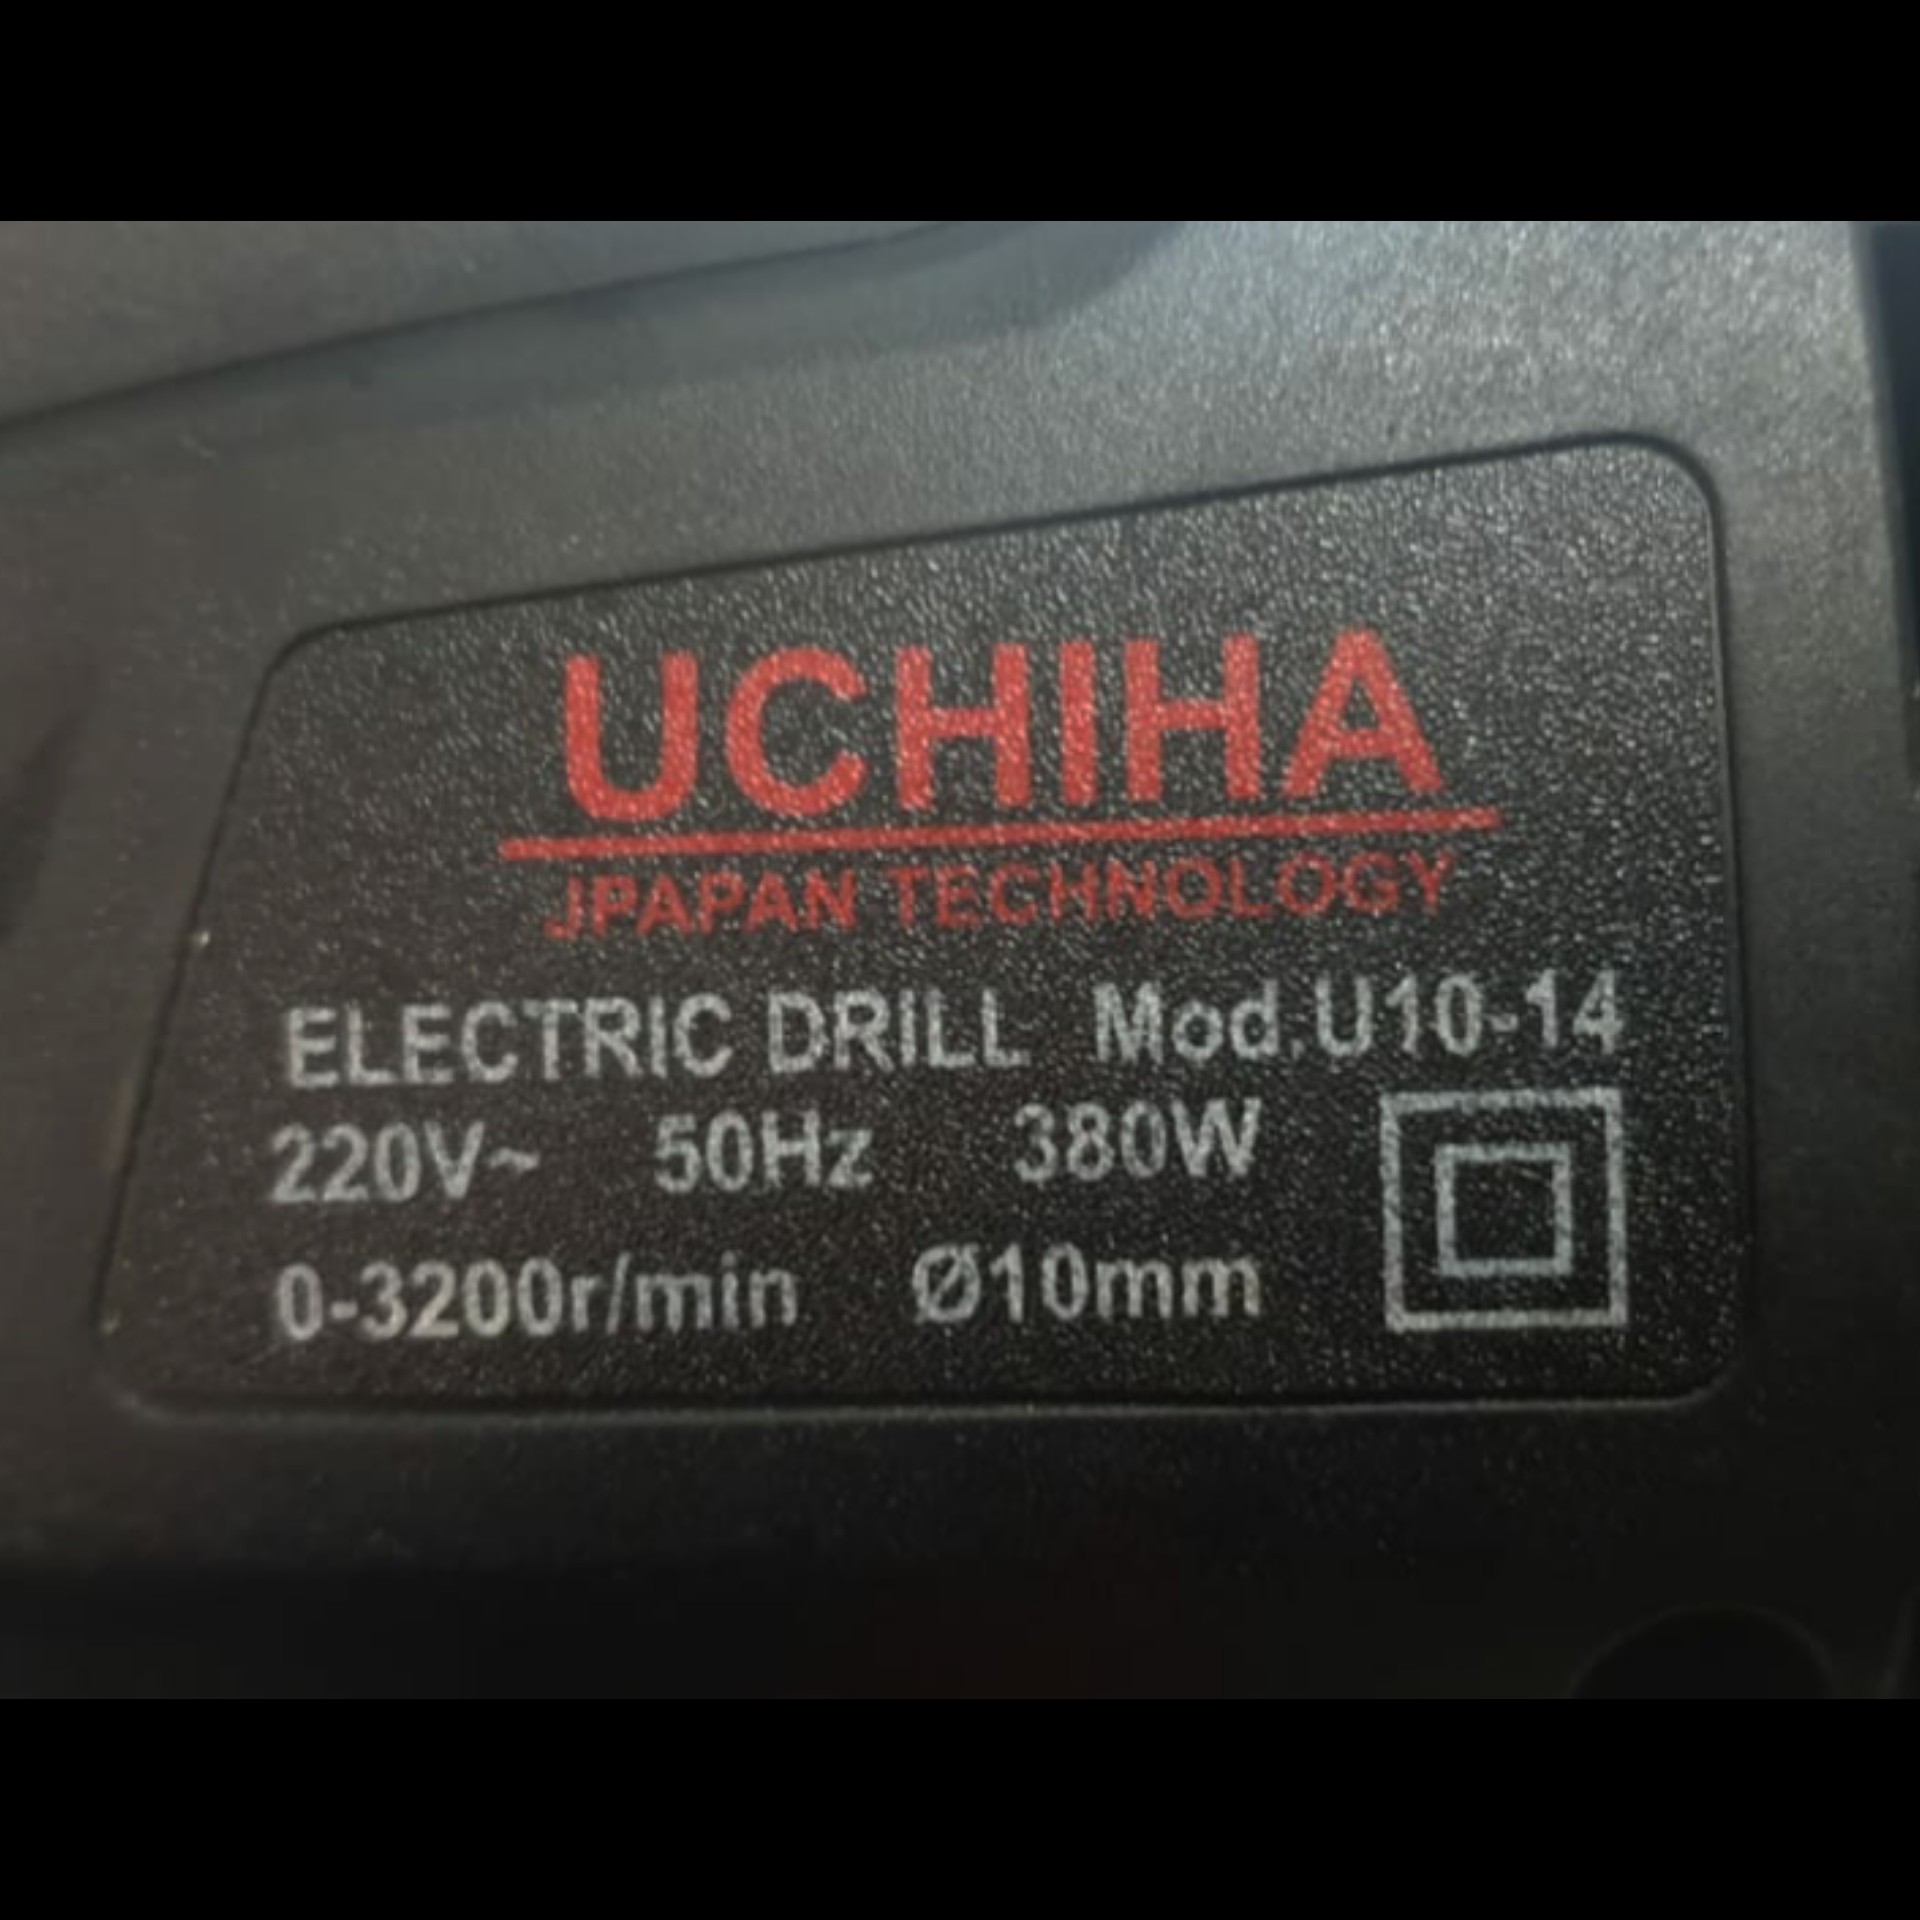 UCHIHA
JPAPAN TECHNOLOGY
ELECTRIC DRILL Mod.U10-14
220V~ 50Hz 380W
0-3200r/min Ø10mm